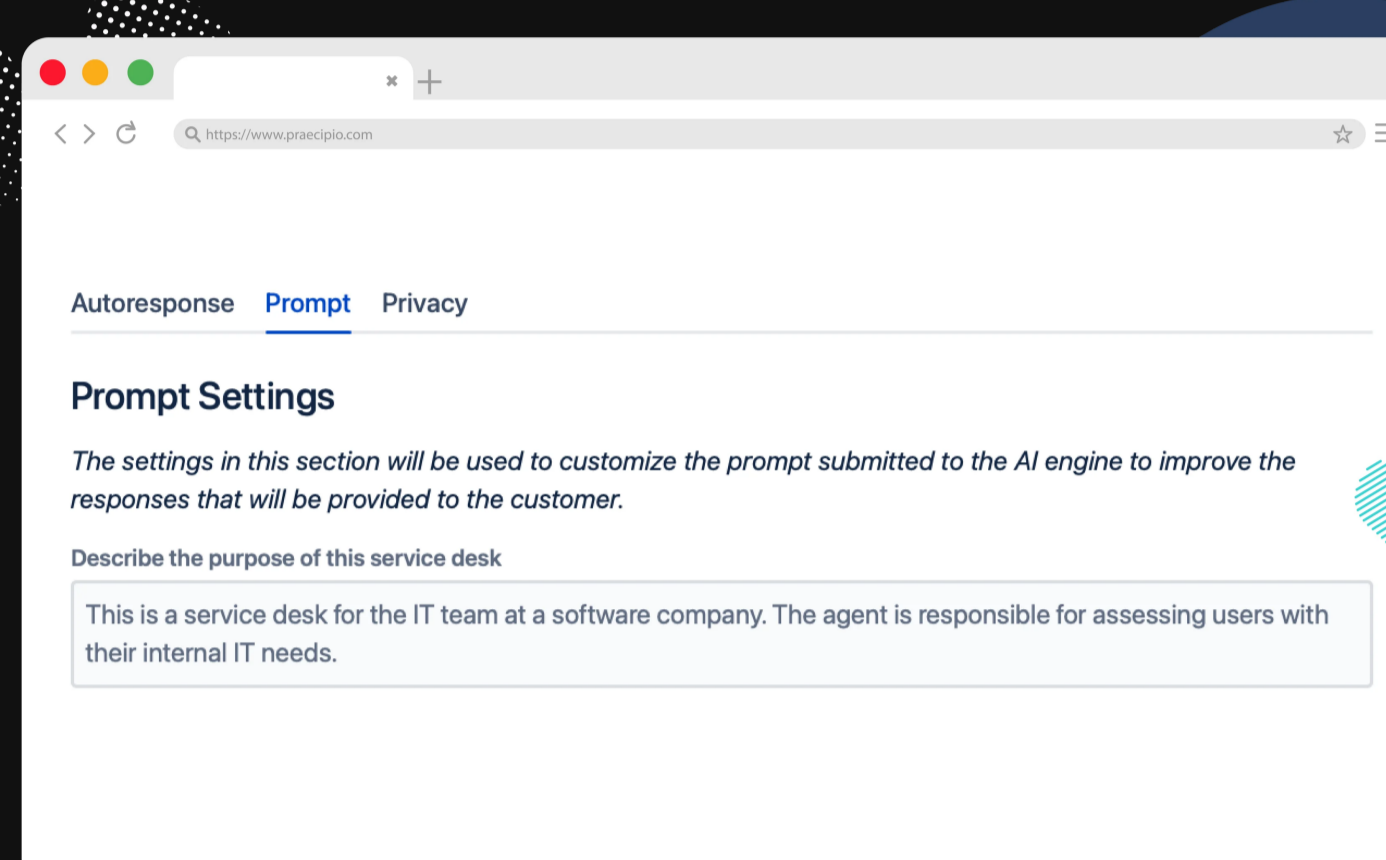 https://www.praecipio.com
Autoresponse Prompt Privacy
Prompt Settings
The settings in this section will be used to customize the prompt submitted to the AI engine to improve the
responses that will be provided to the customer.
Describe the purpose of this service desk
This is a service desk for the IT team at a software company. The agent is responsible for assessing users with
their internal IT needs.